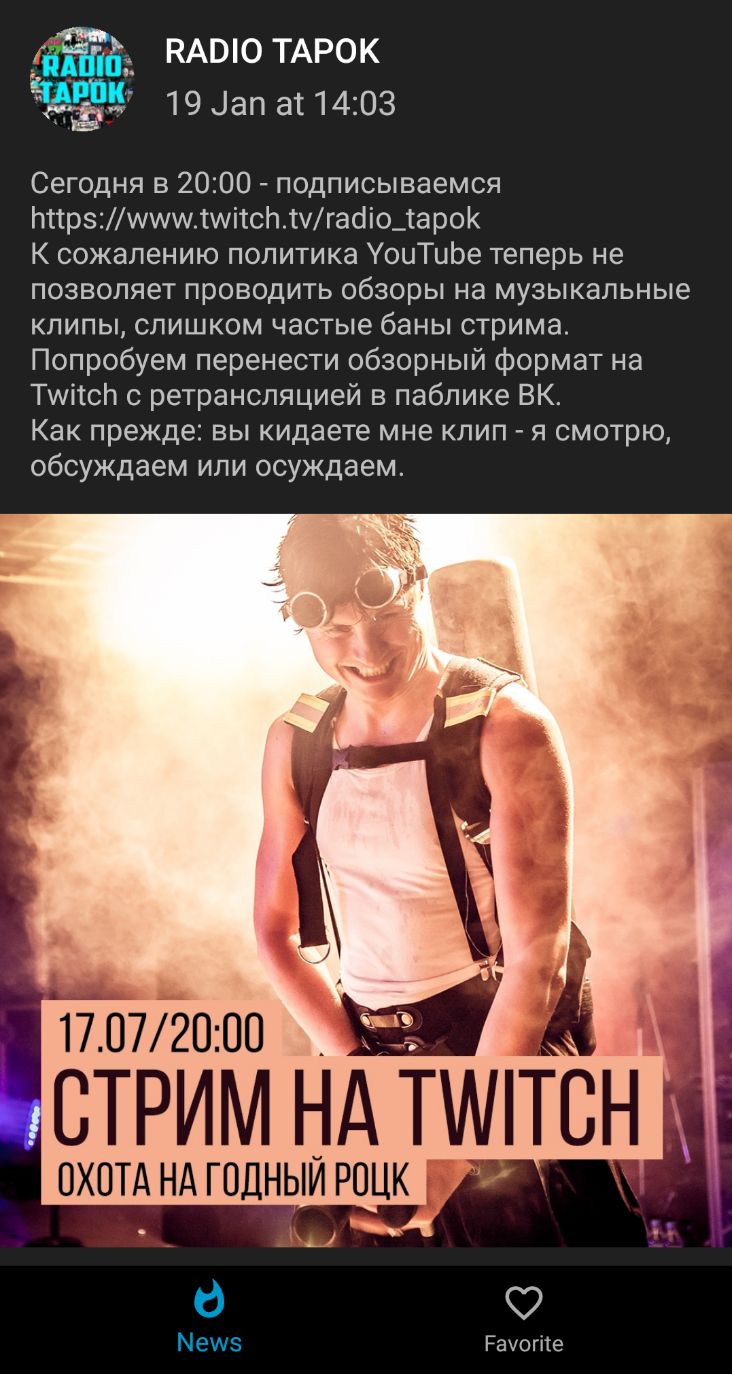 RADIO
TAPOK
RADIO TAPOK
19 Jan at 14:03
Сегодня в 20:00 - подписываемся
https://www.twitch.tv/radio_tapok
К сожалению политика YouTube теперь не
позволяет проводить обзоры на музыкальные
клипы, слишком частые баны стрима.
Попробуем перенести обзорный формат на
Twitch с ретрансляцией в паблике ВК.
Как прежде: вы кидаете мне клип - я смотрю,
обсуждаем или осуждаем.
17.07/20:00
СТРИМ НА TWITCH
ОХОТА НА ГОДНЫЙ РОЦК
News
Favorite